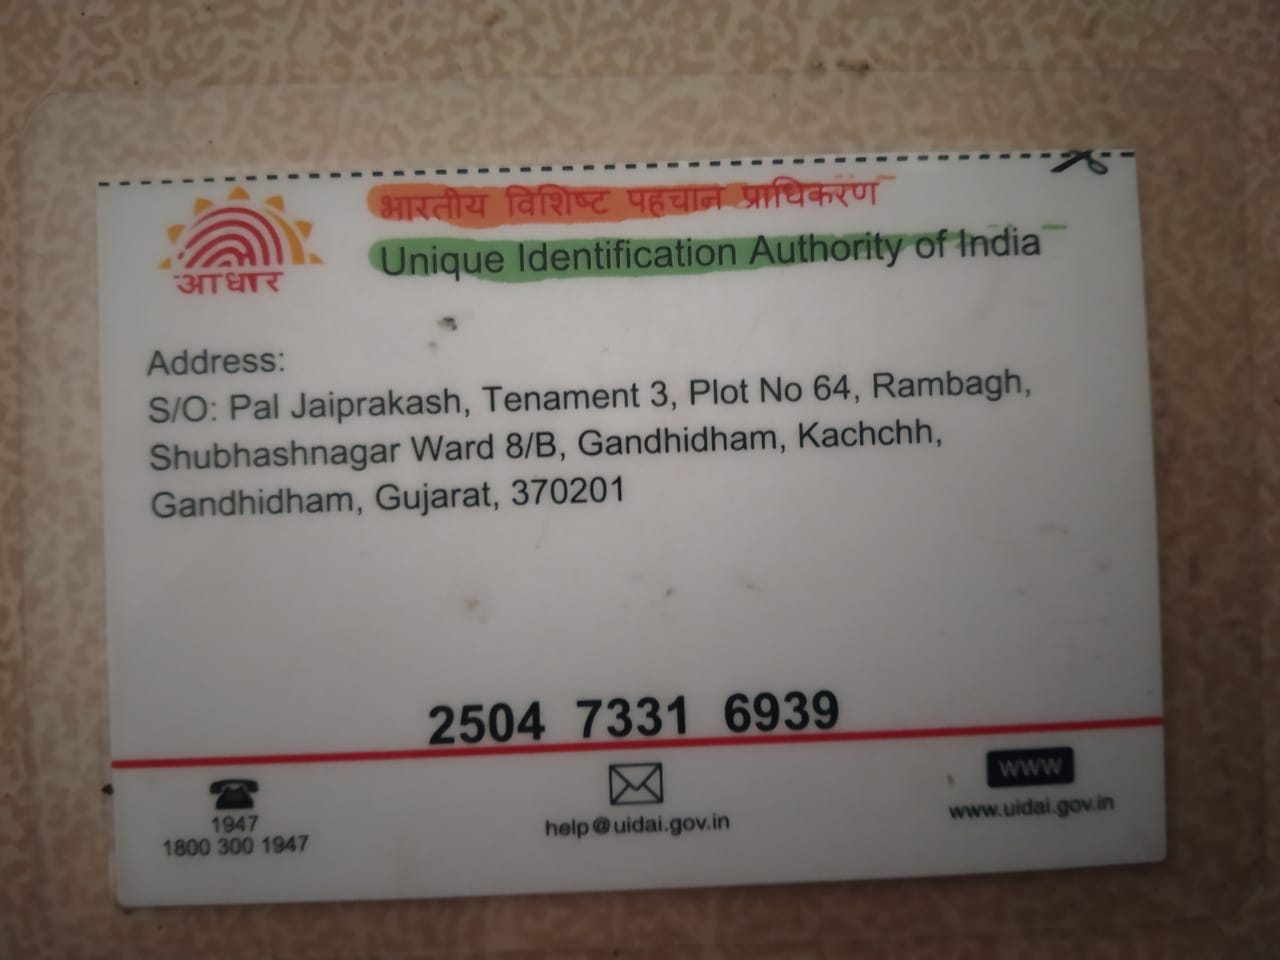 भारतीय विशिष्ट पहचान प्राधिकरण
Unique Identification Authority of India
आधार
Address:
S/O: Pal Jaiprakash, Tenament 3, Plot No 64, Rambagh,
Shubhashnagar Ward 8/B, Gandhidham, Kachchh,
Gandhidham, Gujarat, 370201
2504 7331 6939
1947
1800 300 1947
help@uidai.gov.in
www
www.uidai.gov.in